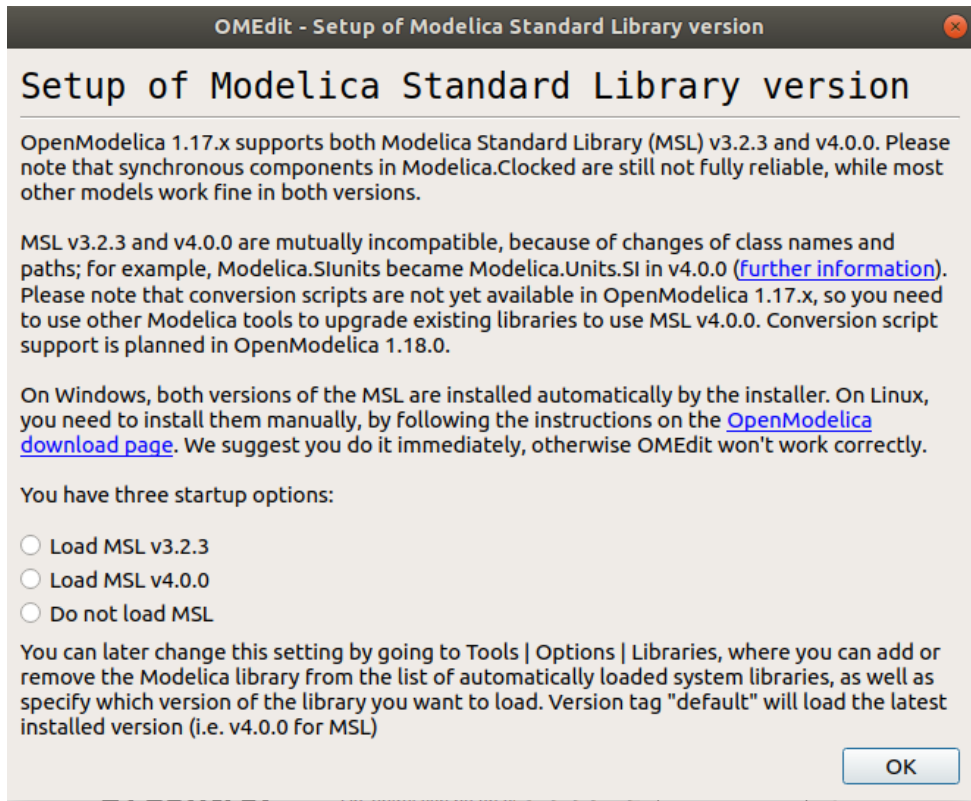 OMEdit - Setup of Modelica Standard Library version
Setup of Modelica Standard Library version
OpenModelica 1.17.x supports both Modelica Standard Library (MSL) v3.2.3 and v4.0.0. Please
note that synchronous components in Modelica.Clocked are still not fully reliable, while most
other models work fine in both versions.
MSL v3.2.3 and v4.0.0 are mutually incompatible, because of changes of class names and
paths; for example, Modelica.SIunits became Modelica.Units.SI in v4.0.0 (further information).
Please note that conversion scripts are not yet available in OpenModelica 1.17.x, so you need
to use other Modelica tools to upgrade existing libraries to use MSL v4.0.0. Conversion script
support is planned in OpenModelica 1.18.0.
On Windows, both versions of the MSL are installed automatically by the installer. On Linux,
you need to install them manually, by following the instructions on the OpenModelica
download page. We suggest you do it immediately, otherwise OMEdit won't work correctly.
You have three startup options:
Load MSL v3.2.3
Load MSL v4.0.0
Do not load MSL
You can later change this setting by going to Tools | Options | Libraries, where you can add or
remove the Modelica library from the list of automatically loaded system libraries, as well as
specify which version of the library you want to load. Version tag "default" will load the latest
installed version (i.e. v4.0.0 for MSL)
OK